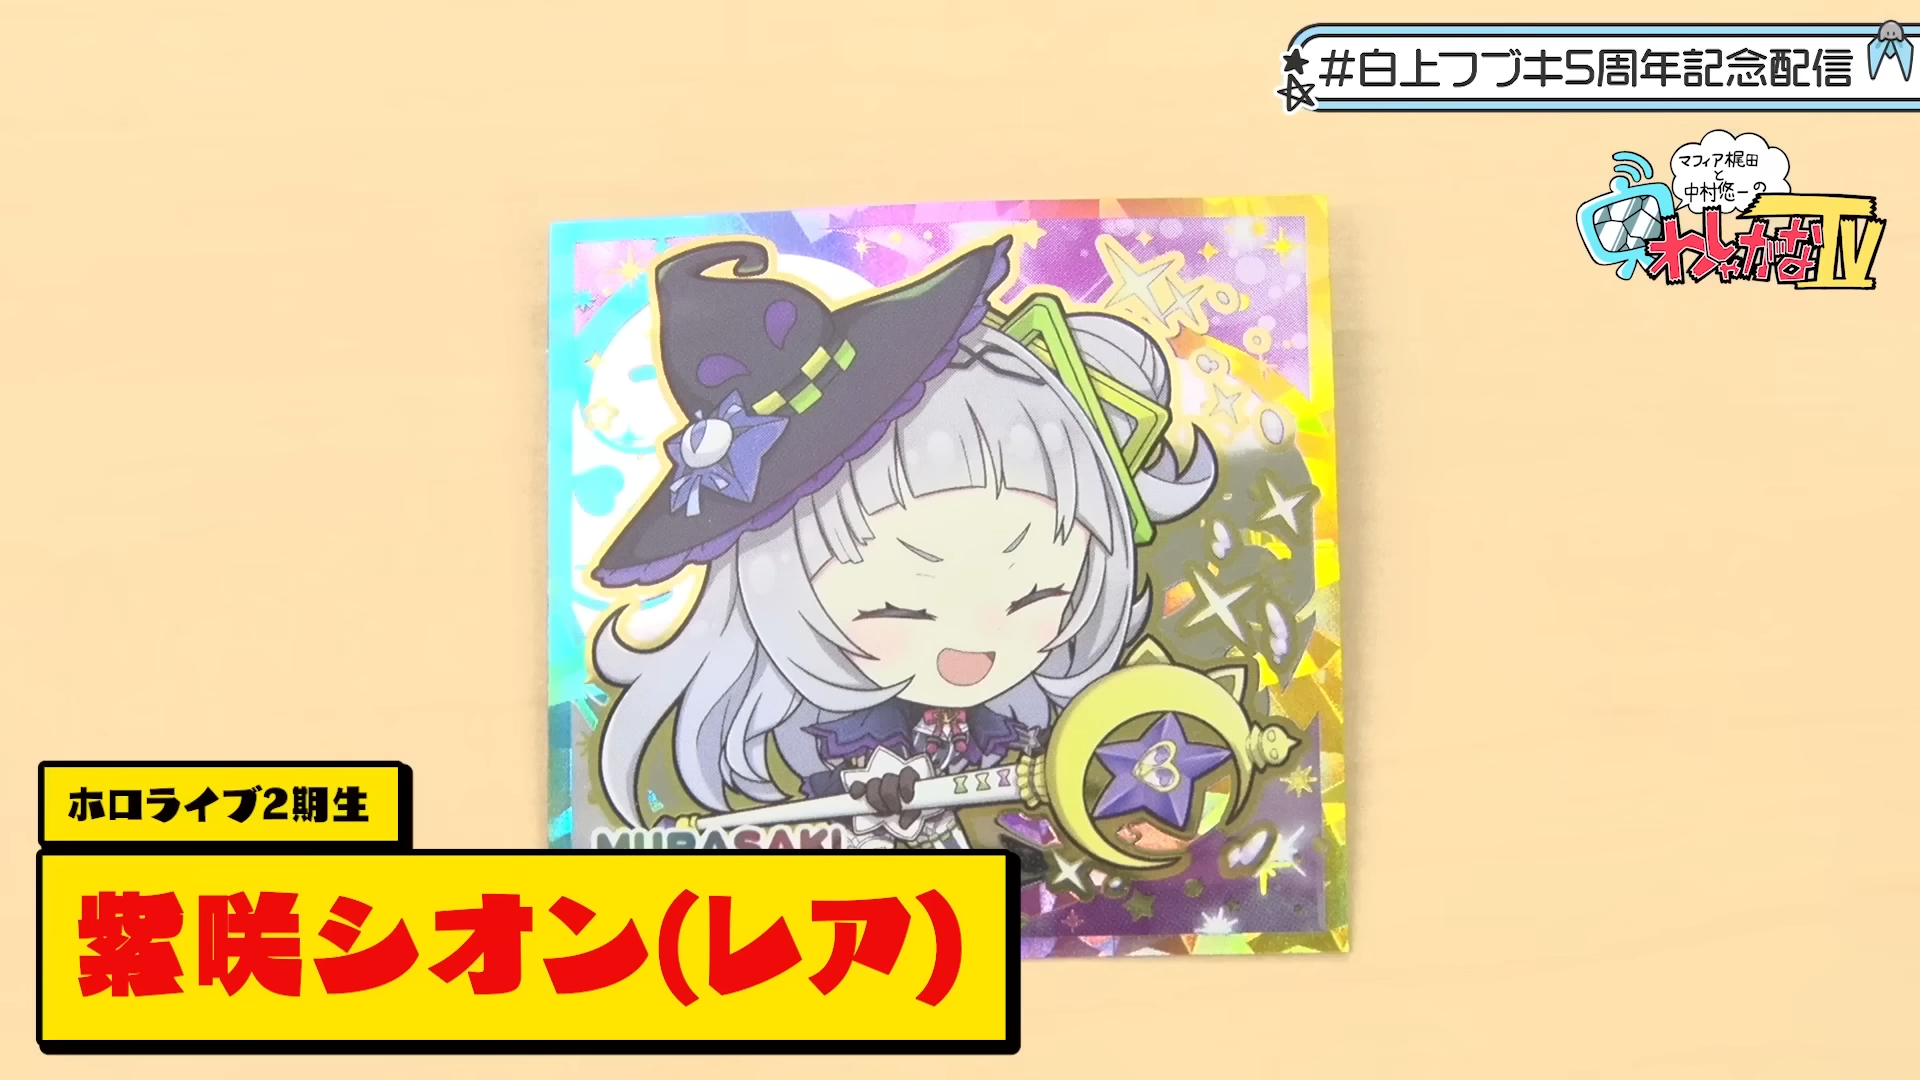 #白上フブキ5周年記念配信
マフィア梶田
と
中村悠一の
わしゃがなTV
MURASAKI
ホロライブ2期生
紫咲シオン(レア)